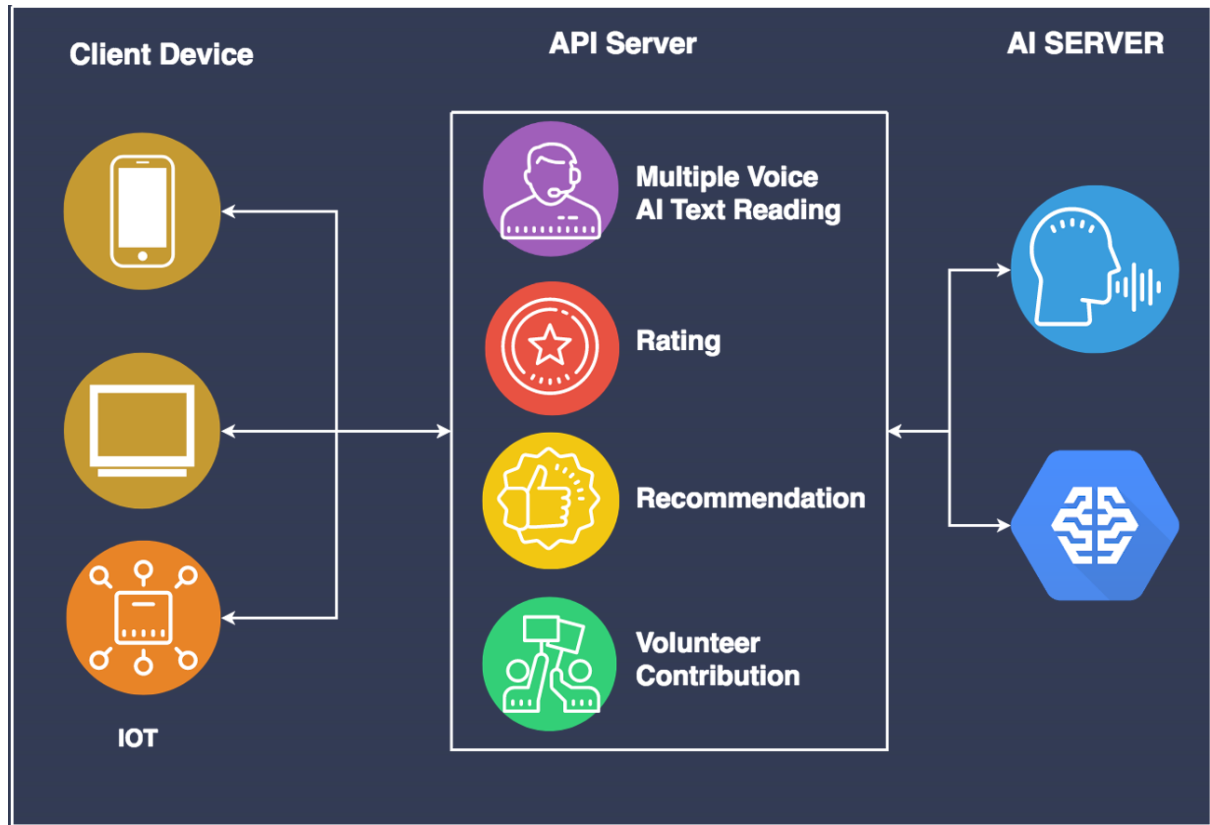 Client Device
API Server
AI SERVER
Multiple Voice
AI Text Reading
Rating
Recommendation
Volunteer
Contribution
IOT